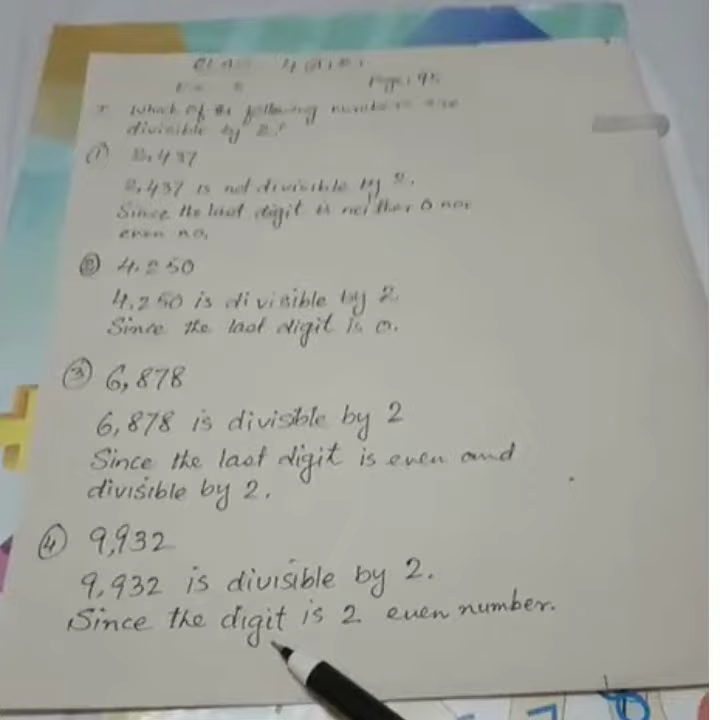 Page: 95
I which of the following numbers are
divisible by 2?
① 8,437
8,437 is not divisible by 2.
Since the last digit is neither 0 nor
even no,
② 4,250
4,250 is divisible by 2
Since the last digit is 0.
③ 6,878
6,878 is divisible by 2
Since the last digit is even and
divisible by 2.
④ 9,932
9,932 is divisible by 2.
Since the digit is 2 even number.